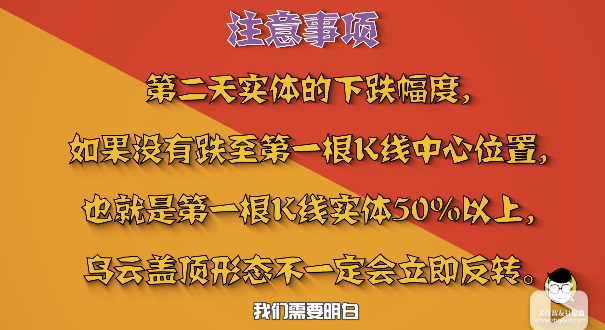 注意事项
第二天实体的下跌幅度，
如果没有跌至第一根K线中心位置，
也就是第一根K线实体50%以上，
乌云盖顶形态不一定会立即反转。
我们需要明白